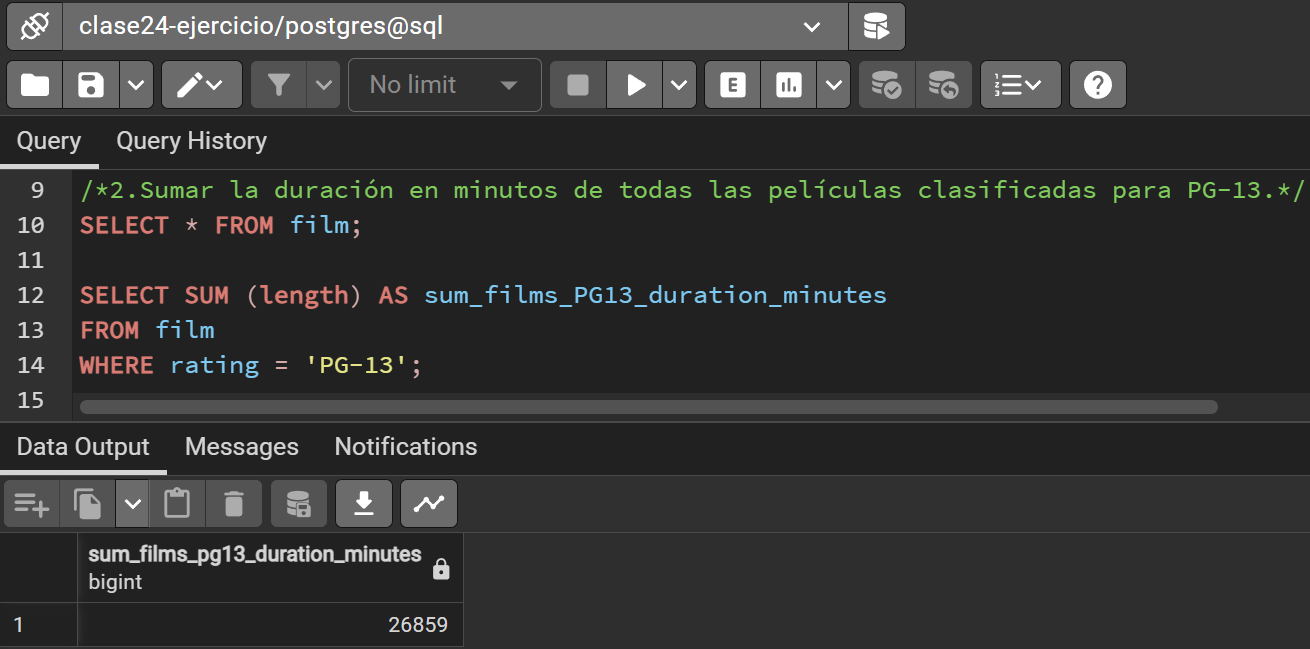 clase24-ejercicio/postgres@sql
No limit
E
Query Query History
9 /*2.Sumar la duración en minutos de todas las películas clasificadas para PG-13.*/
10 SELECT * FROM film;
11
12 SELECT SUM (length) AS sum_films_PG13_duration_minutes
13 FROM film
14 WHERE rating = 'PG-13';
15
Data Output Messages Notifications
sum_films_pg13_duration_minutes
bigint
1 26859